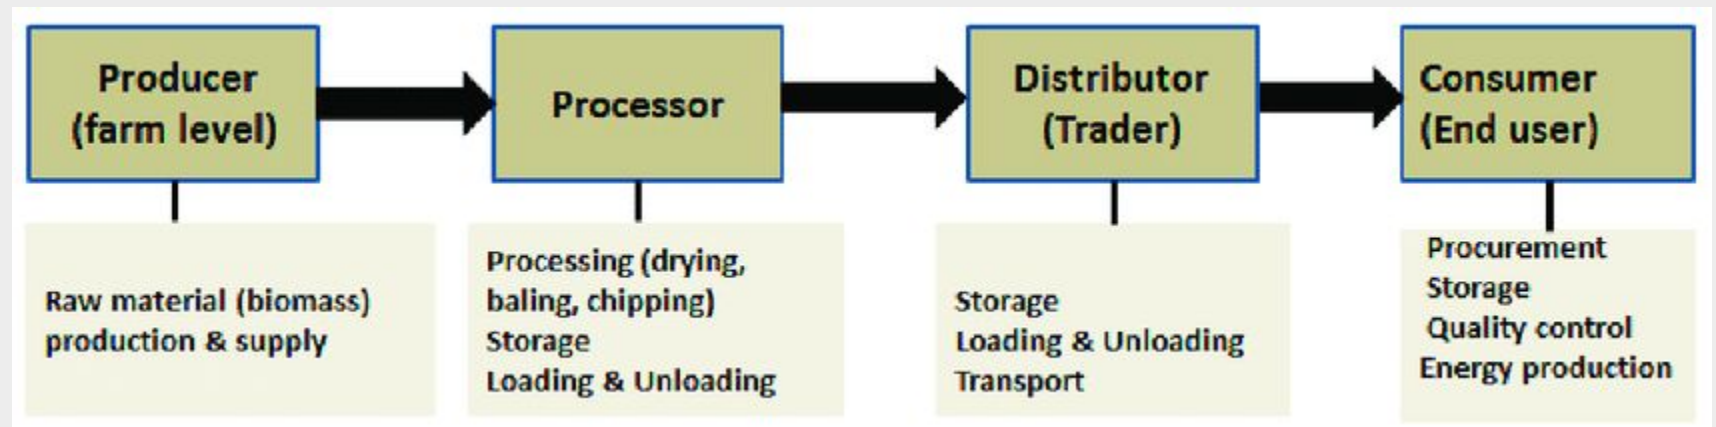 Producer
(farm level)
Processor
Distributor
(Trader)
Consumer
(End user)
Raw material (biomass)
production & supply
Processing (drying,
baling, chipping)
Storage
Loading & Unloading
Storage
Loading & Unloading
Transport
Procurement
Storage
Quality control
Energy production